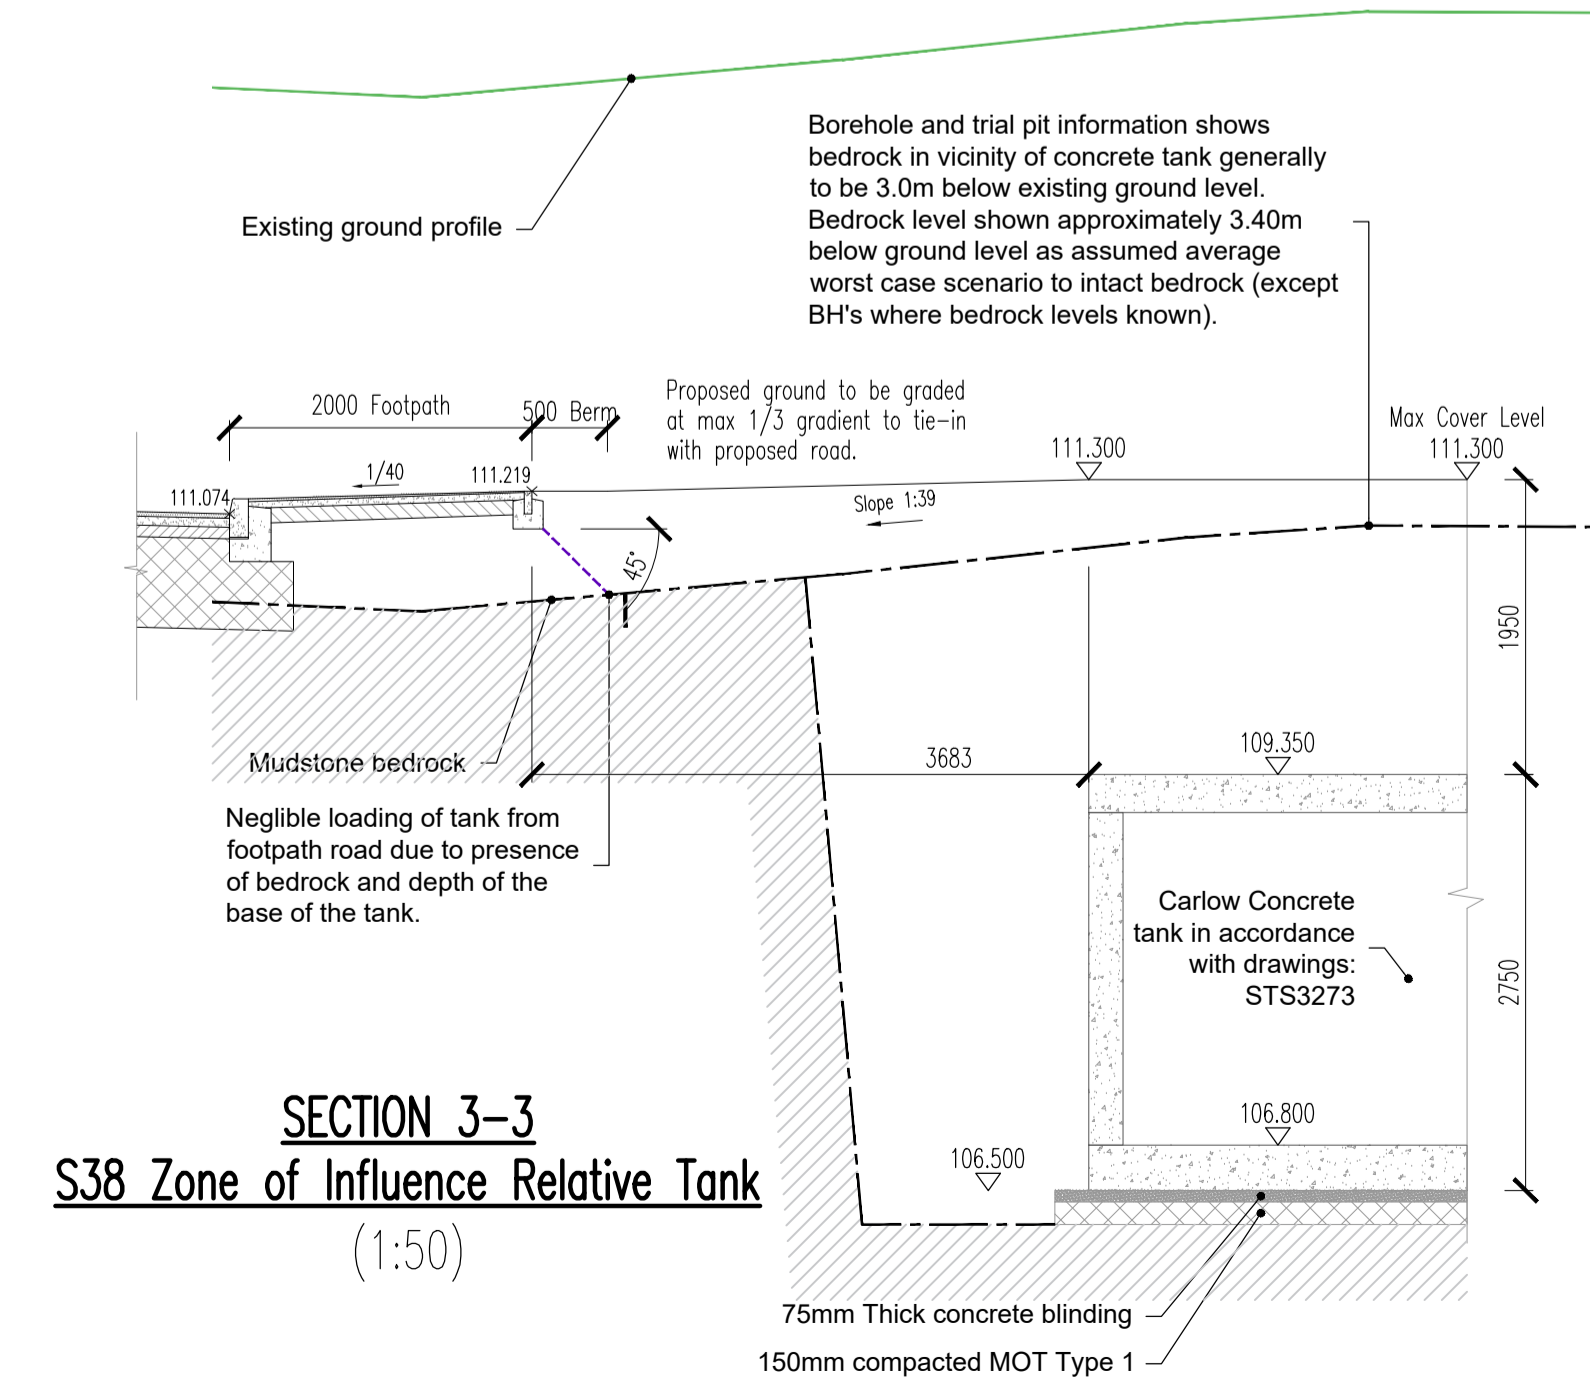 Borehole and trial pit information shows
bedrock in vicinity of concrete tank generally
to be 3.0m below existing ground level.
Bedrock level shown approximately 3.40m
below ground level as assumed average
worst case scenario to intact bedrock (except
BH's where bedrock levels known).
Existing ground profile
2000 Footpath
500 Berm
Proposed ground to be graded
at max 1/3 gradient to tie-in
with proposed road.
Max Cover Level
111.300
111.300
1/40
111.219
111.074
Slope 1:39
45°
1950
Mudstone bedrock
3683
109.350
Neglible loading of tank from
footpath road due to presence
of bedrock and depth of the
base of the tank.
Carlow Concrete
tank in accordance
with drawings:
STS3273
2750
106.800
106.500
SECTION 3-3
S38 Zone of Influence Relative Tank
(1:50)
75mm Thick concrete blinding
150mm compacted MOT Type 1